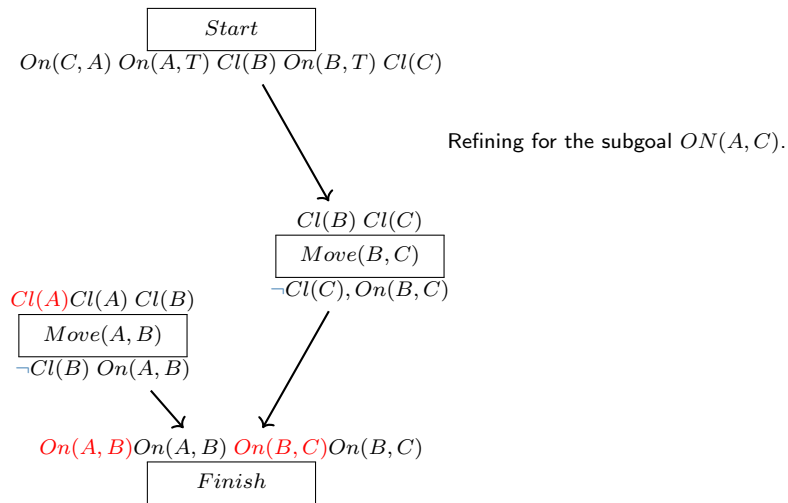 Start
On(C, A) On(A, T) Cl(B) On(B, T) Cl(C)
Refining for the subgoal ON(A, C).
Cl(B) Cl(C)
Move(B, C)
¬Cl(C), On(B, C)
Cl(A)Cl(A) Cl(B)
Move(A, B)
¬Cl(B) On(A, B)
On(A, B)On(A, B) On(B, C)On(B, C)
Finish